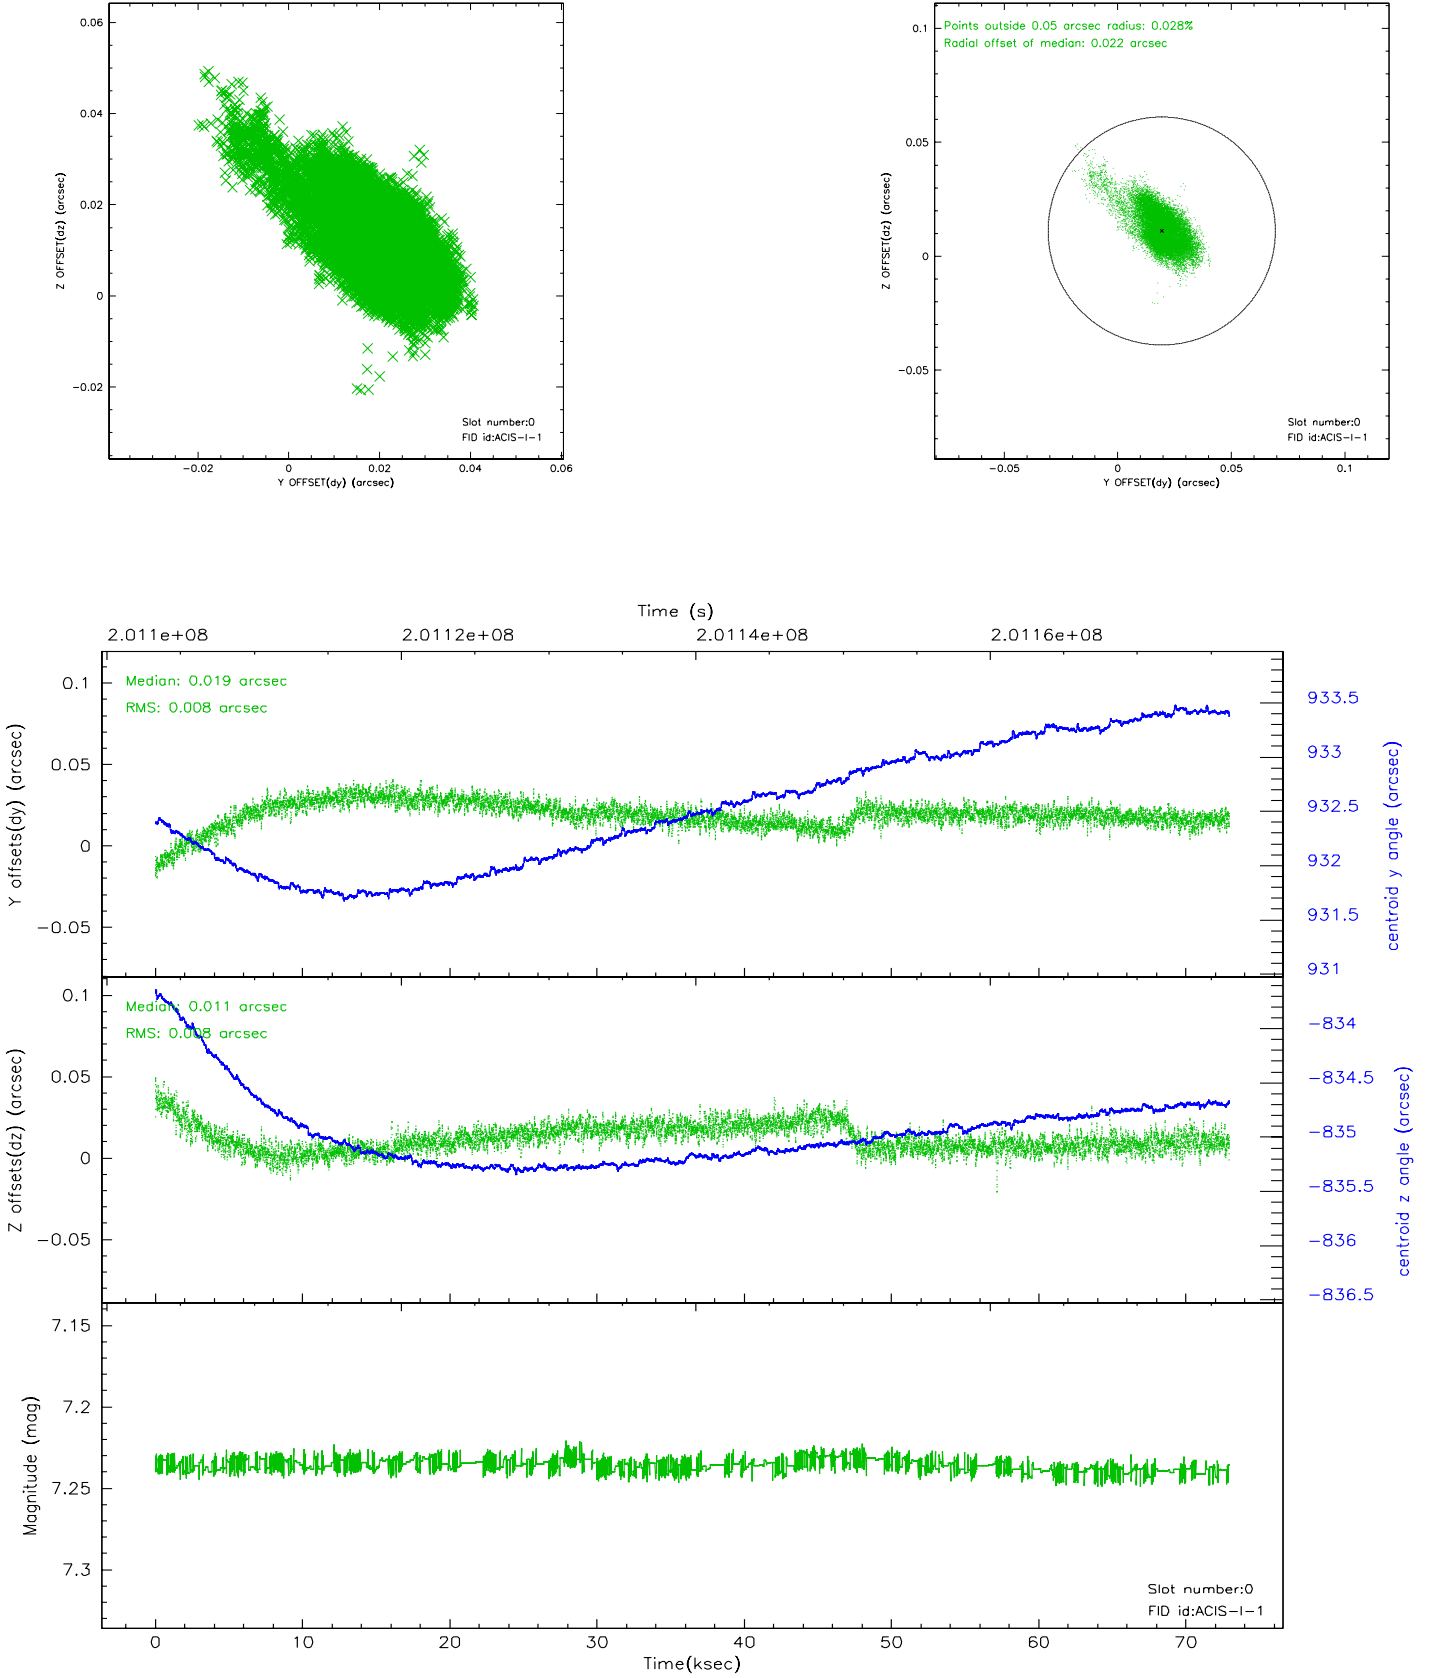 0.06
0.04
0.02
0
−0.02
Z OFFSET(dz) (arcsec)
Slot number:0
FID id:ACIS−I−1
−0.02 0 0.02 0.04 0.06
Y OFFSET(dy) (arcsec)
Points outside 0.05 arcsec radius: 0.028%
Radial offset of median: 0.022 arcsec
0.1
0.05
0
−0.05
Z OFFSET(dz) (arcsec)
Slot number:0
FID id:ACIS−I−1
−0.05 0 0.05 0.1
Y OFFSET(dy) (arcsec)
Time (s)
2.011e+08 2.0112e+08 2.0114e+08 2.0116e+08
Median: 0.019 arcsec
RMS: 0.008 arcsec
0.1
0.05
0
−0.05
Y offsets(dy) (arcsec)
933.5
933
932.5
932
931.5
931
centroid y angle (arcsec)
Median: 0.011 arcsec
RMS: 0.008 arcsec
0.1
0.05
0
−0.05
Z offsets(dz) (arcsec)
−834
−834.5
−835
−835.5
−836
−836.5
centroid z angle (arcsec)
7.15
7.2
7.25
7.3
Magnitude (mag)
Slot number:0
FID id:ACIS−I−1
0 10 20 30 40 50 60 70
Time(ksec)